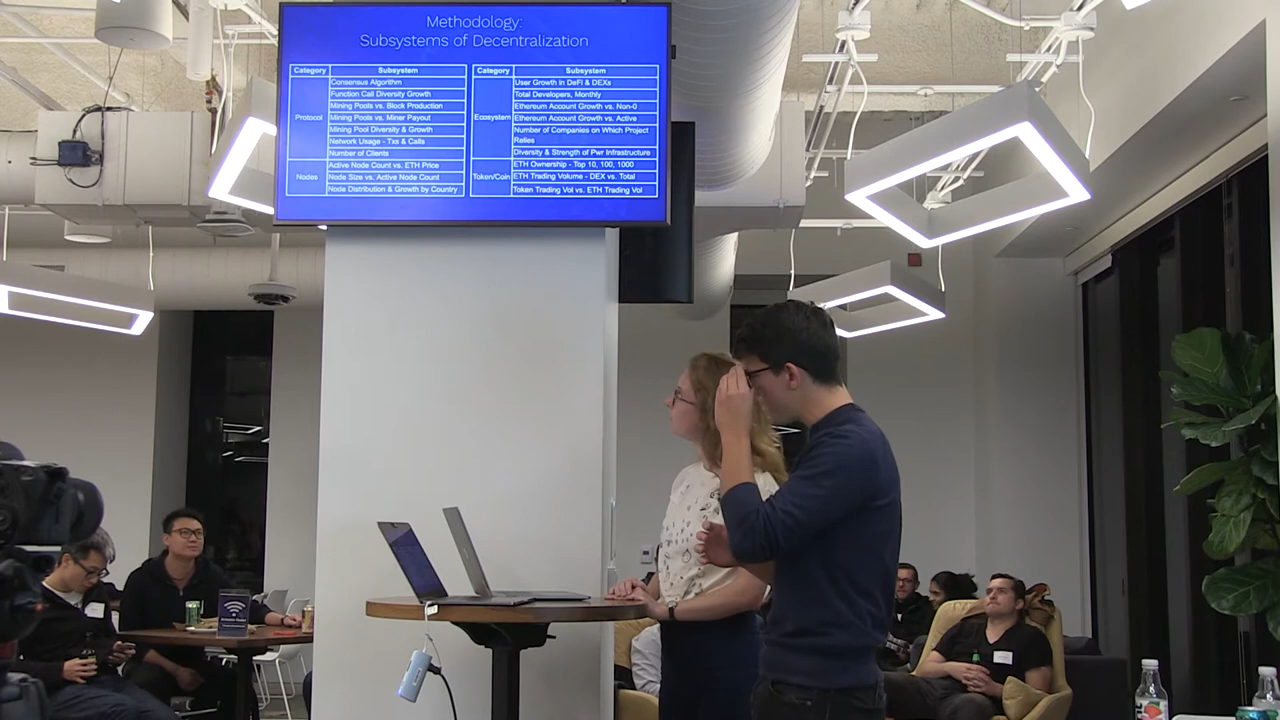 Methodology:
Subsystems of Decentralization
Category Subsystem
Protocol
Consensus Algorithm
Function Call Diversity Growth
Mining Pools vs. Block Production
Mining Pools vs. Miner Payout
Mining Pool Diversity & Growth
Network Usage - Txs & Calls
Number of Clients
Nodes
Active Node Count vs. ETH Price
Node Size vs. Active Node Count
Node Distribution & Growth by Country
Category Subsystem
Ecosystem
User Growth in DeFi & DEXs
Total Developers, Monthly
Ethereum Account Growth vs. Non-0
Ethereum Account Growth vs. Active
Number of Companies on Which Project
Relies
Diversity & Strength of Pwr Infrastructure
Token/Coin
ETH Ownership - Top 10, 100, 1000
ETH Trading Volume - DEX vs. Total
Token Trading Vol vs. ETH Trading Vol